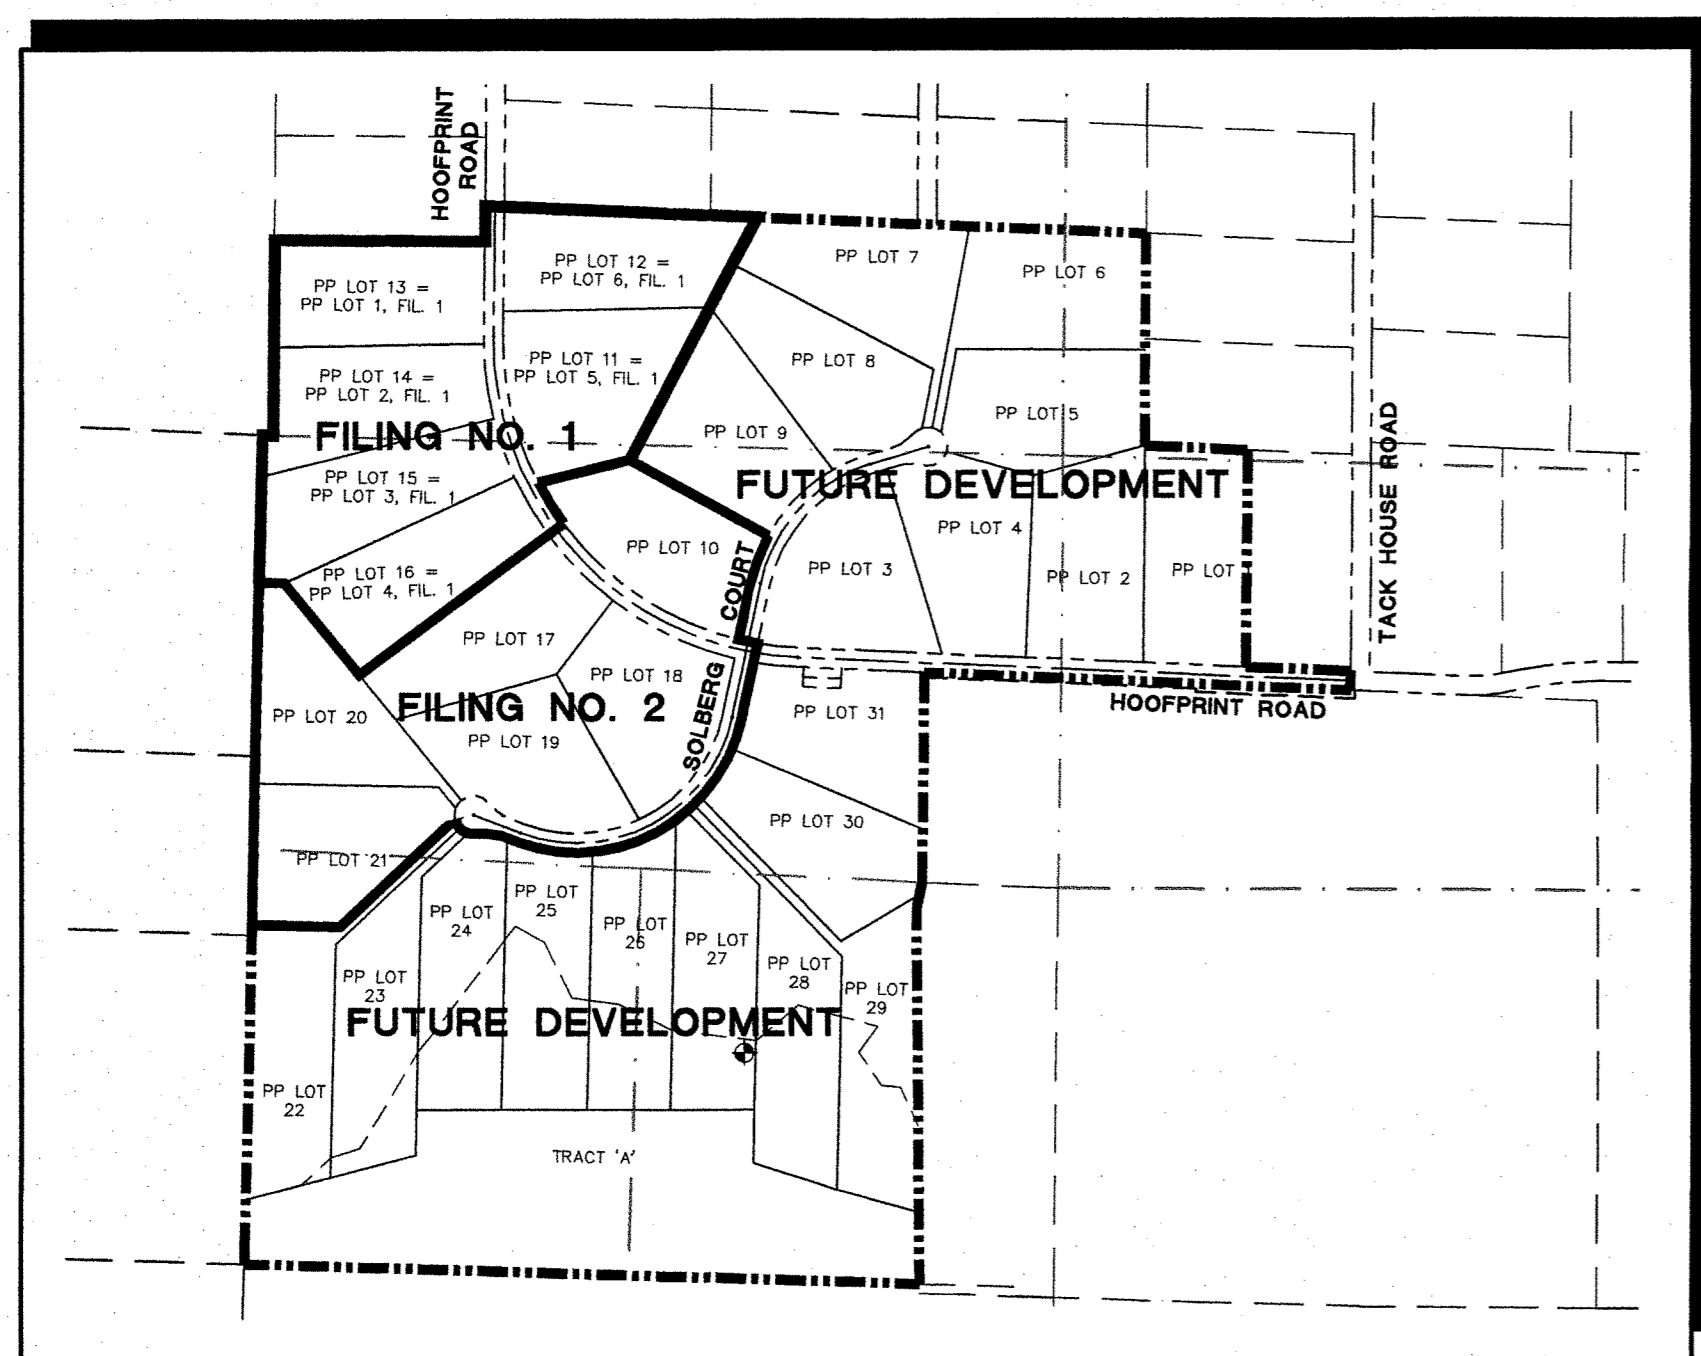 HOOFPRINT
ROAD
PP LOT 12 =
PP LOT 6, FIL. 1
PP LOT 7
PP LOT 6
PP LOT 13 =
PP LOT 1, FIL. 1
PP LOT 11 =
PP LOT 5, FIL. 1
PP LOT 8
PP LOT 14 =
PP LOT 2, FIL. 1
PP LOT 5
PP LOT 9
FILING NO. 1
TACK HOUSE ROAD
PP LOT 15 =
PP LOT 3, FIL. 1
FUTURE DEVELOPMENT
PP LOT 4
PP LOT 10
COURT
PP LOT 3
PP LOT 2
PP LOT
PP LOT 16 =
PP LOT 4, FIL. 1
PP LOT 17
PP LOT 18
SOLBERG
HOOFPRINT ROAD
PP LOT 20
FILING NO. 2
PP LOT 31
PP LOT 19
PP LOT 30
PP LOT 21
PP LOT
25
PP LOT
24
PP LOT
26
PP LOT
27
PP LOT
28
PP LOT
23
PP LOT
29
FUTURE DEVELOPMENT
PP LOT
22
TRACT 'A'